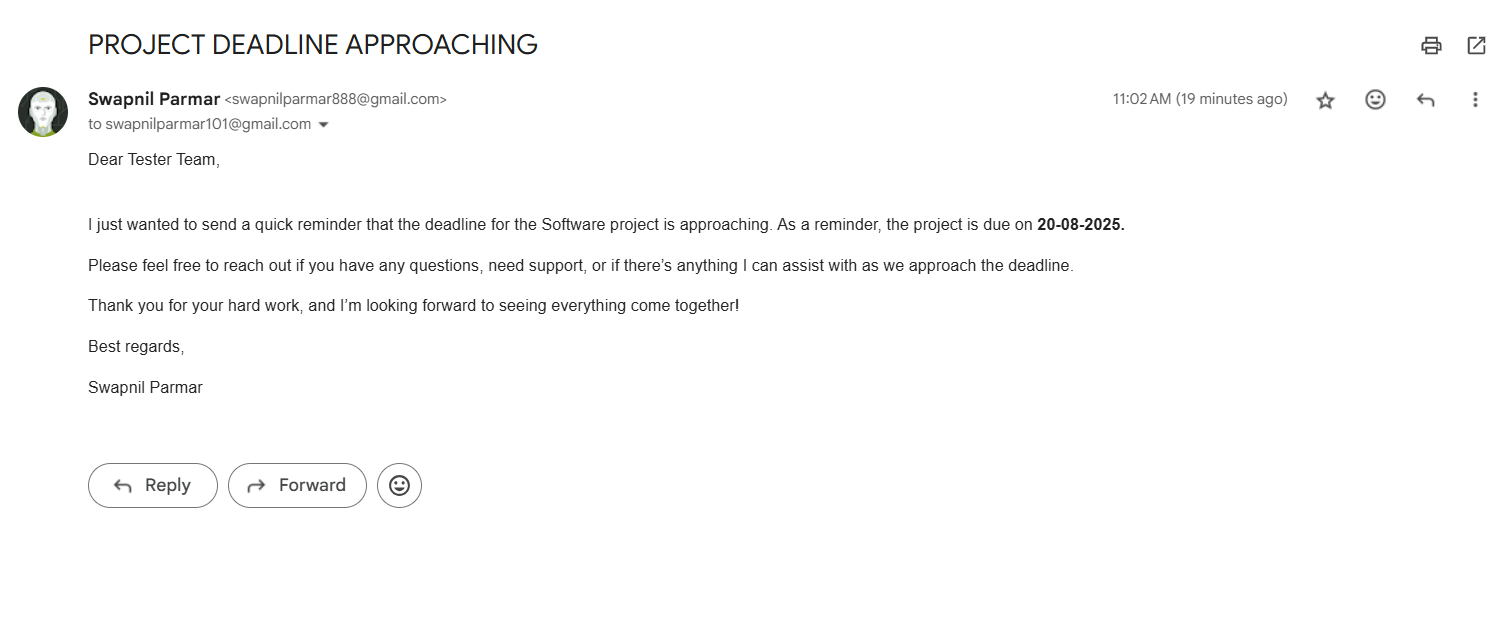 PROJECT DEADLINE APPROACHING
Swapnil Parmar <swapnilparmar888@gmail.com>
11:02 AM (19 minutes ago)
to swapnilparmar101@gmail.com
Dear Tester Team,
I just wanted to send a quick reminder that the deadline for the Software project is approaching. As a reminder, the project is due on 20-08-2025.
Please feel free to reach out if you have any questions, need support, or if there’s anything I can assist with as we approach the deadline.
Thank you for your hard work, and I’m looking forward to seeing everything come together!
Best regards,
Swapnil Parmar
Reply
Forward